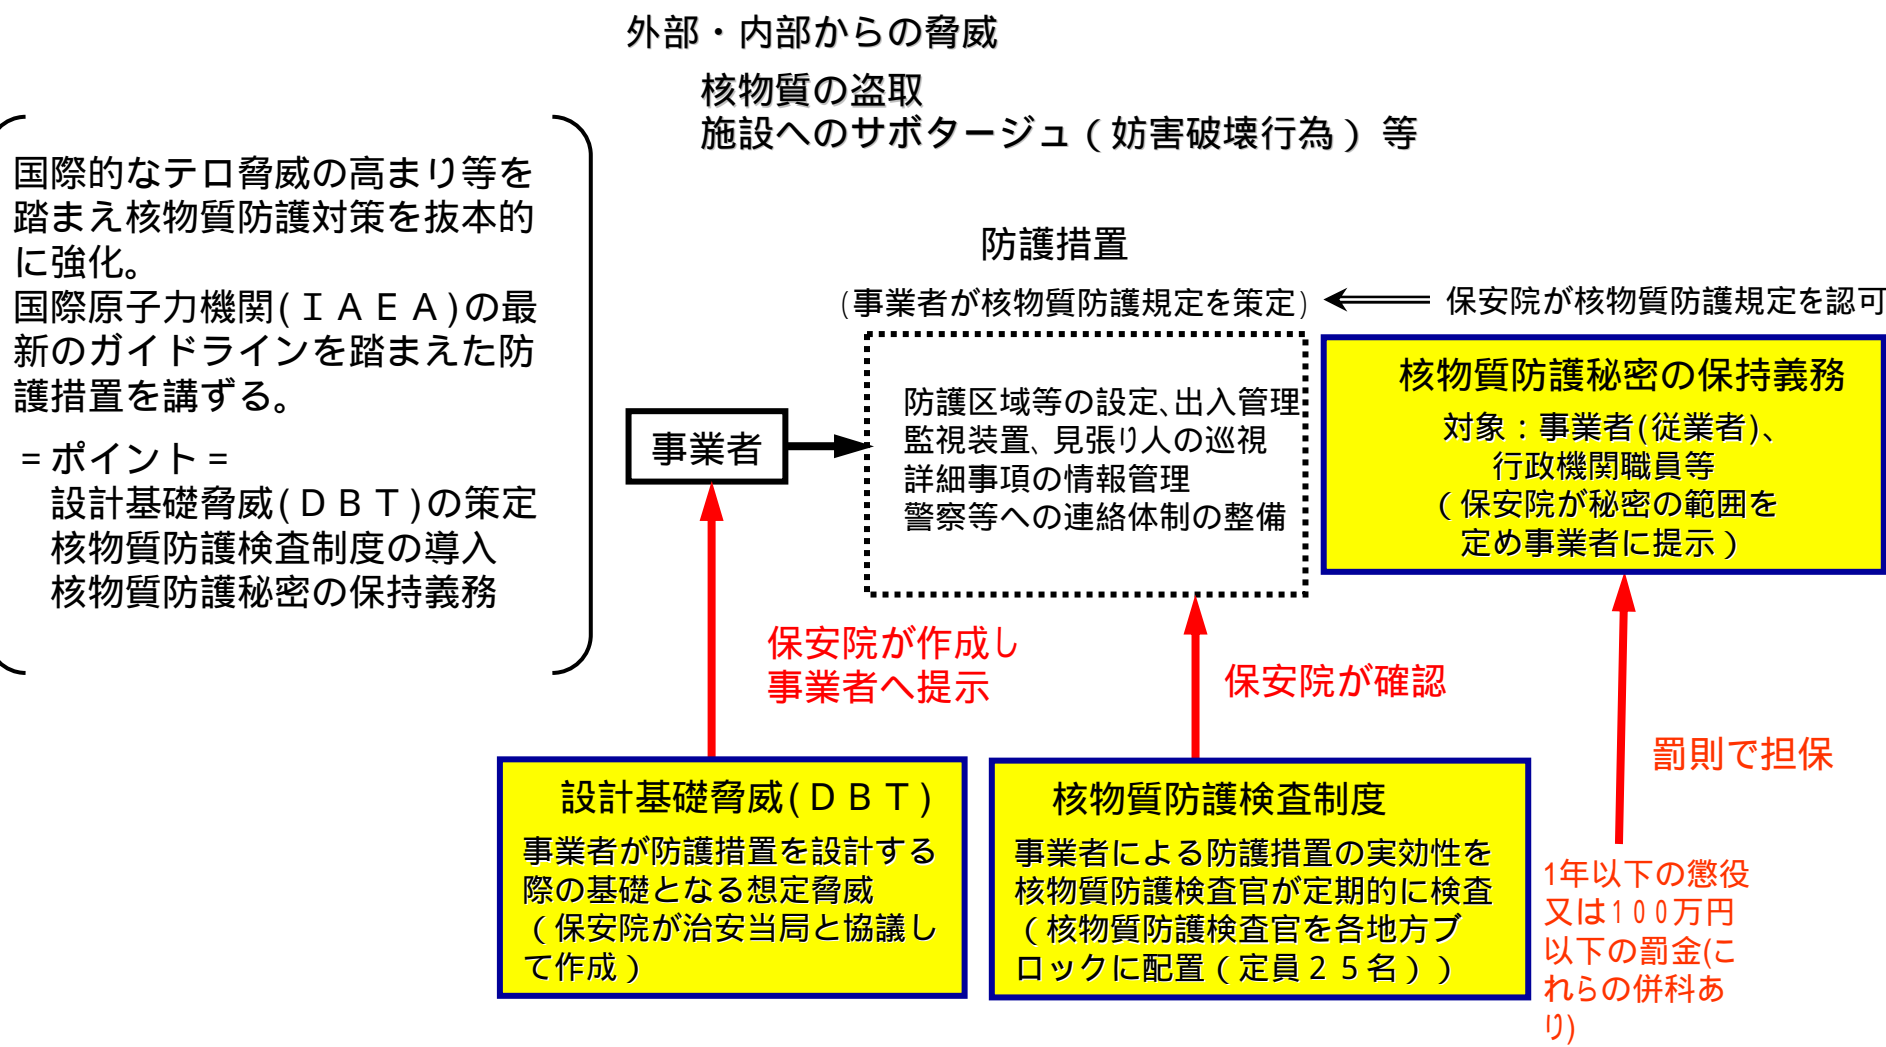 外部・内部からの脅威
核物質の盗取
施設へのサボタージュ(妨害破壊行為)等
国際的なテロ脅威の高まり等を
踏まえ核物質防護対策を抜本的
に強化。
国際原子力機関(ＩＡＥＡ)の最
新のガイドラインを踏まえた防
護措置を講ずる。
=ポイント=
設計基礎脅威(ＤＢＴ)の策定
核物質防護検査制度の導入
核物質防護秘密の保持義務
防護措置
(事業者が核物質防護規定を策定)
保安院が核物質防護規定を認可
事業者
防護区域等の設定、出入管理
監視装置、見張り人の巡視
詳細事項の情報管理
警察等への連絡体制の整備
核物質防護秘密の保持義務
対象：事業者(従業者)、
行政機関職員等
(保安院が秘密の範囲を
定め事業者に提示)
保安院が作成し
事業者へ提示
保安院が確認
罰則で担保
設計基礎脅威(ＤＢＴ)
事業者が防護措置を設計する
際の基礎となる想定脅威
(保安院が治安当局と協議し
て作成)
核物質防護検査制度
事業者による防護措置の実効性を
核物質防護検査官が定期的に検査
(核物質防護検査官を各地方ブ
ロックに配置(定員２５名))
1年以下の懲役
又は１００万円
以下の罰金(こ
れらの併科あ
り)